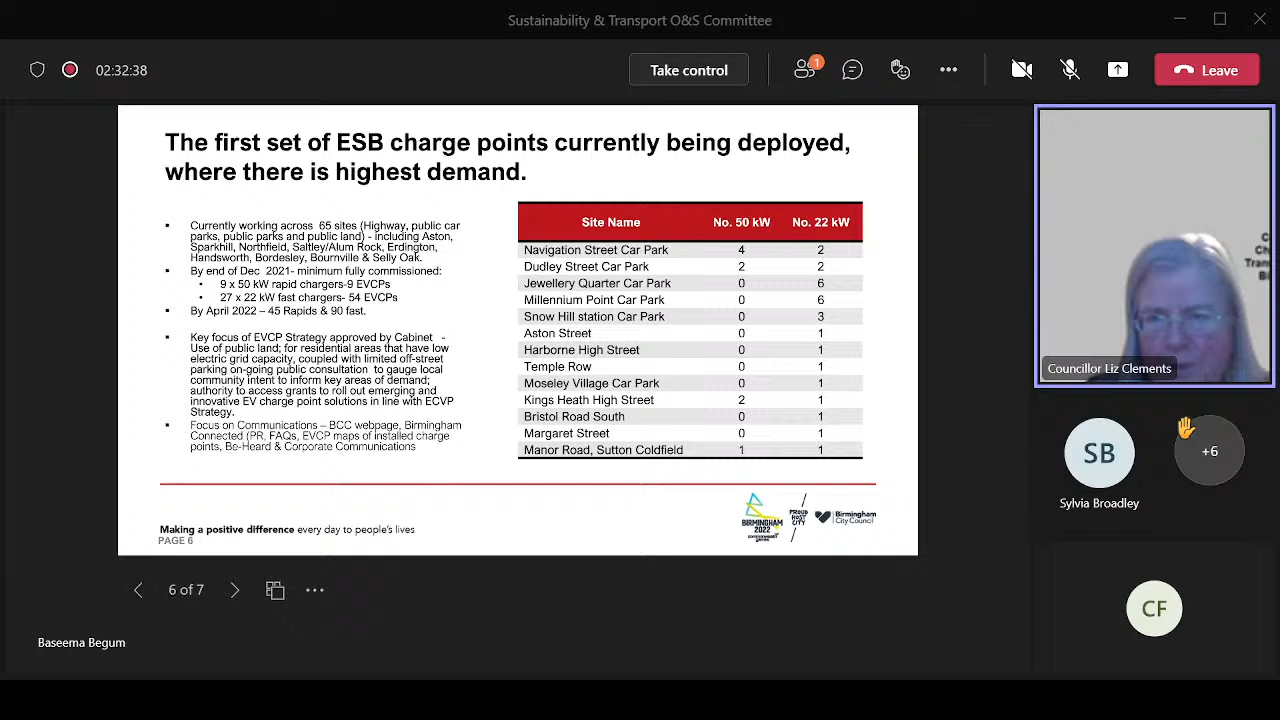 Sustainability & Transport O&S Committee
02:32:38
Take control
1
Leave
The first set of ESB charge points currently being deployed,
where there is highest demand.
Currently working across 65 sites (Highway, public car
parks, public parks and public land) - including Aston,
Sparkhill, Northfield, Saltley/Alum Rock, Erdington,
Handsworth, Bordesley, Bournville & Selly Oak.
By end of Dec 2021- minimum fully commissioned:
9 x 50 kW rapid chargers-9 EVCPs
27 x 22 kW fast chargers- 54 EVCPs
By April 2022 – 45 Rapids & 90 fast.
Key focus of EVCP Strategy approved by Cabinet -
Use of public land; for residential areas that have low
electric grid capacity, coupled with limited off-street
parking on-going public consultation to gauge local
community intent to inform key areas of demand;
authority to access grants to roll out emerging and
innovative EV charge point solutions in line with ECVP
Strategy.
Focus on Communications – BCC webpage, Birmingham
Connected (PR, FAQs, EVCP maps of installed charge
points, Be-Heard & Corporate Communications
Site Name No. 50 kW No. 22 kW
Navigation Street Car Park 4 2
Dudley Street Car Park 2 2
Jewellery Quarter Car Park 0 6
Millennium Point Car Park 0 6
Snow Hill station Car Park 0 3
Aston Street 0 1
Harborne High Street 0 1
Temple Row 0 1
Moseley Village Car Park 0 1
Kings Heath High Street 2 1
Bristol Road South 0 1
Margaret Street 0 1
Manor Road, Sutton Coldfield 1 1
Making a positive difference every day to people's lives
PAGE 6
BIRMINGHAM
2022
commonwealth
games
PROUD
HOST
CITY
Birmingham
City Council
Councillor Liz Clements
SB
Sylvia Broadley
+6
CF
6 of 7
Baseema Begum